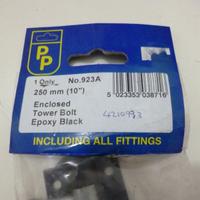 PP
1 Only No.923A
250 mm (10")
Enclosed
Tower Bolt
Epoxy Black
5 023353 038716
4210993
INCLUDING ALL FITTINGS